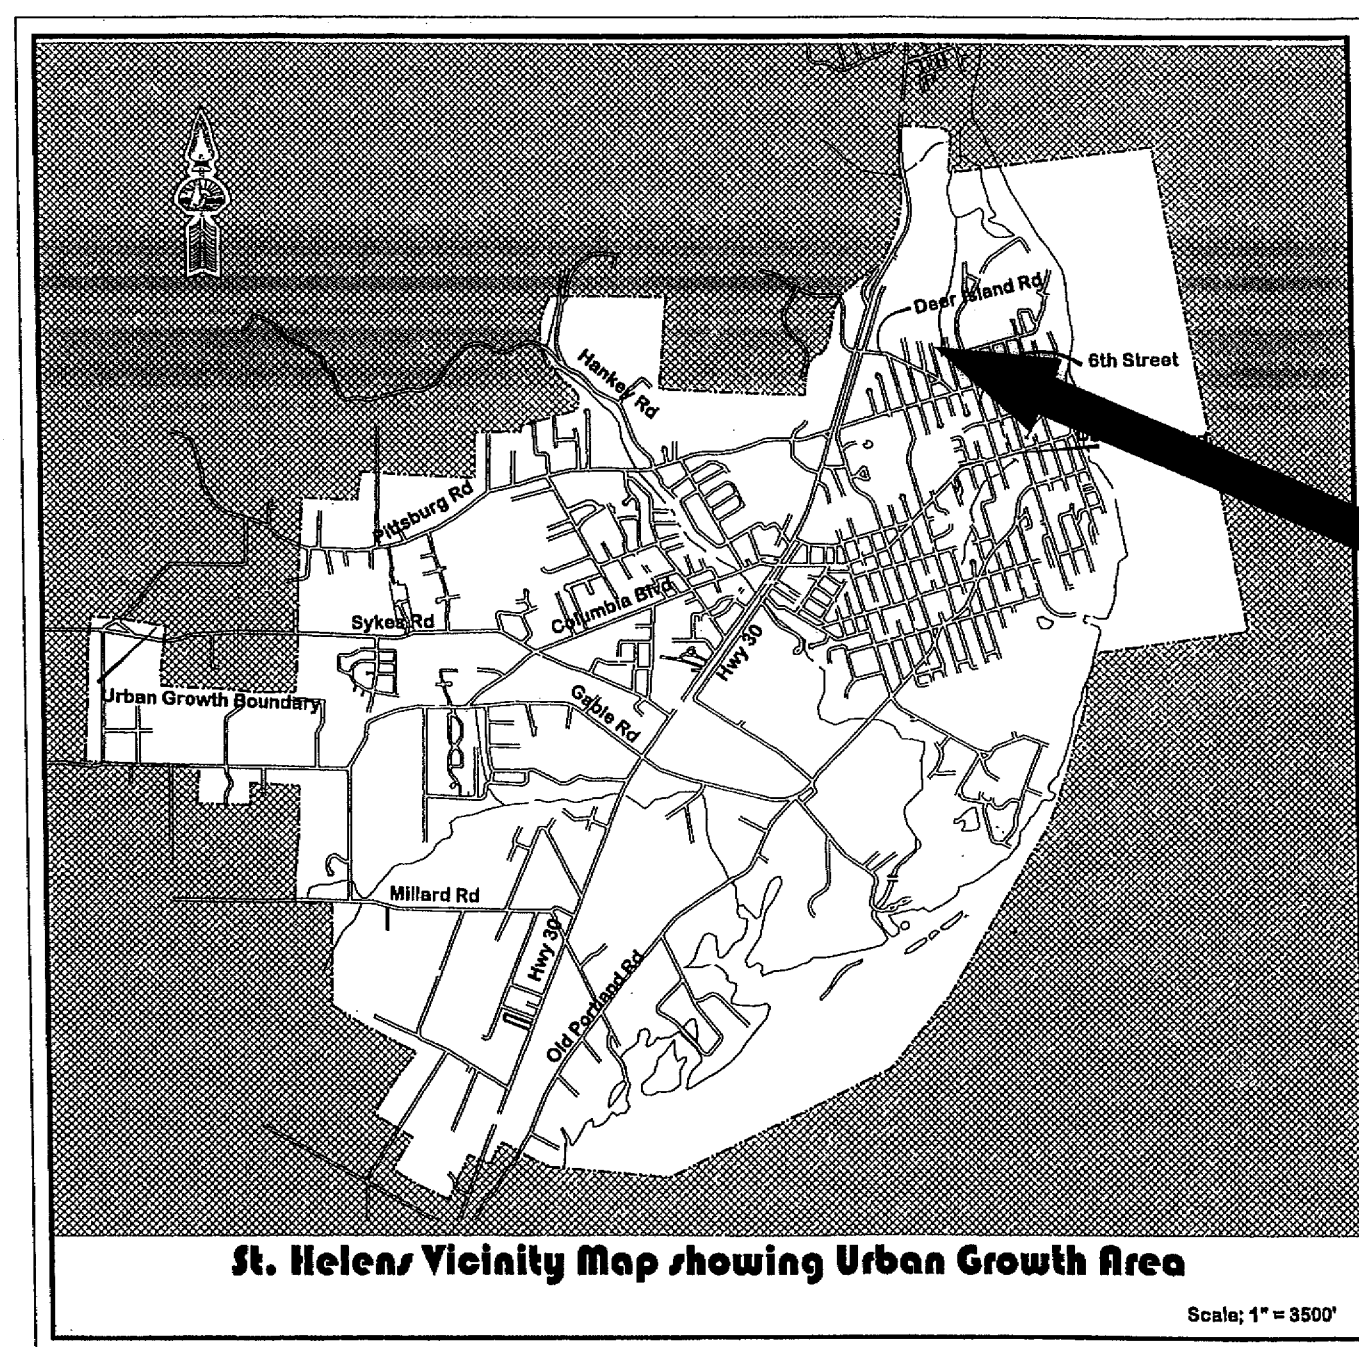 Deer Island Rd
6th Street
Hankey Rd
Pittsburg Rd
Columbia Blvd
Sykes Rd
Hwy 30
Urban Growth Boundary
Gable Rd
Millard Rd
Hwy 30
Old Portland Rd
St. Helens Vicinity Map showing Urban Growth Area
Scale; 1" = 3500'